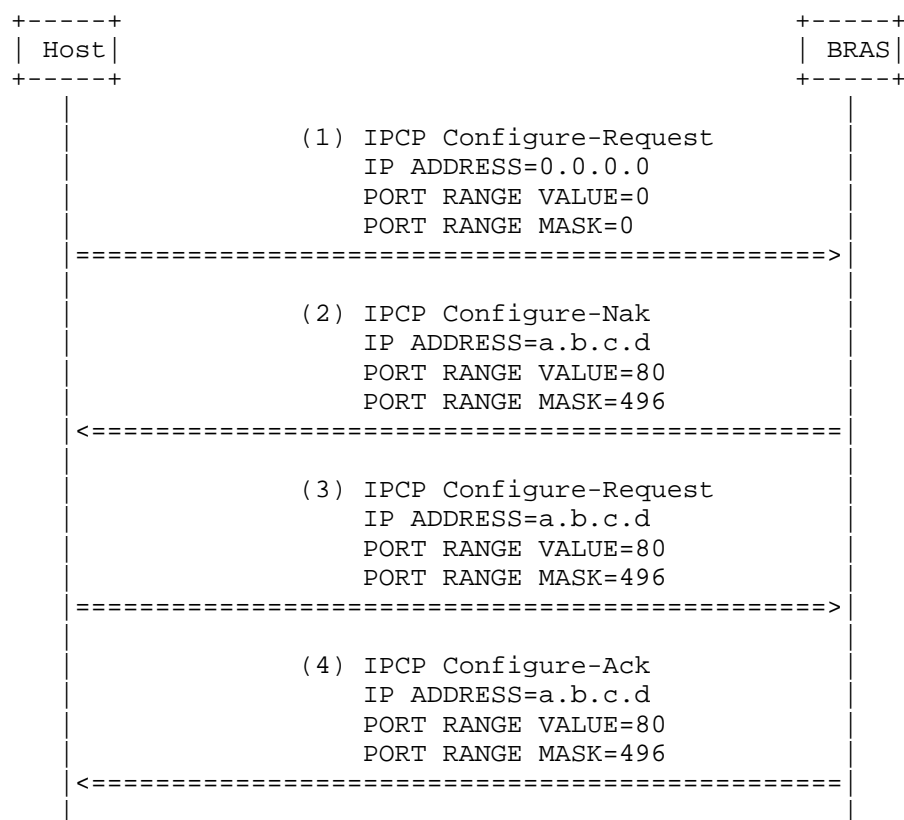 Host
BRAS
(1) IPCP Configure-Request
IP ADDRESS=0.0.0.0
PORT RANGE VALUE=0
PORT RANGE MASK=0
(2) IPCP Configure-Nak
IP ADDRESS=a.b.c.d
PORT RANGE VALUE=80
PORT RANGE MASK=496
(3) IPCP Configure-Request
IP ADDRESS=a.b.c.d
PORT RANGE VALUE=80
PORT RANGE MASK=496
(4) IPCP Configure-Ack
IP ADDRESS=a.b.c.d
PORT RANGE VALUE=80
PORT RANGE MASK=496